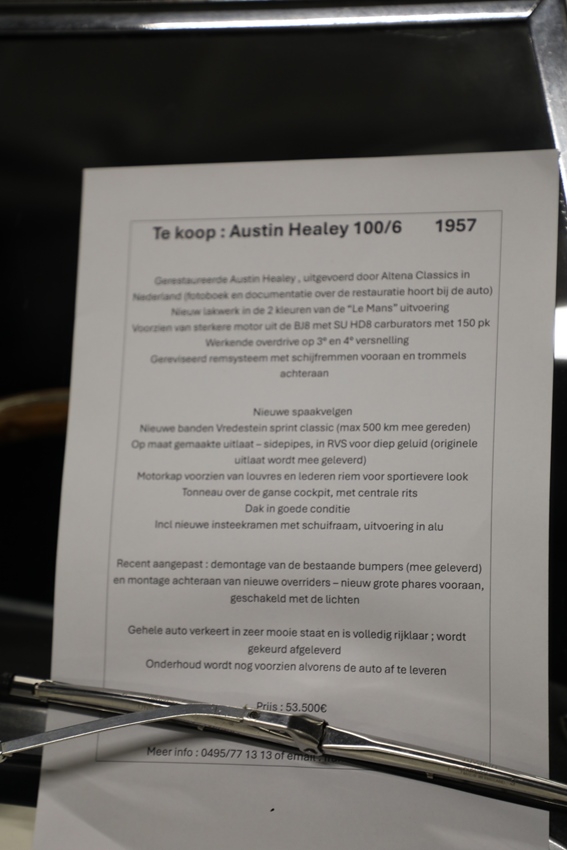 Te koop : Austin Healey 100/6 1957
Gerestaureerde Austin Healey , uitgevoerd door Altena Classics in
Nederland (fotoboek en documentatie over de restauratie hoort bij de auto)
Nieuw lakwerk in de 2 kleuren van de "Le Mans" uitvoering
Voorzien van sterkere motor uit de BJ8 met SU HD8 carburators met 150 pk
Werkende overdrive op 3e en 4e versnelling
Gereviseerd remsysteem met schijfremmen vooraan en trommels
achteraan
Nieuwe spaakvelgen
Nieuwe banden Vredestein sprint classic (max 500 km mee gereden)
Op maat gemaakte uitlaat – sidepipes, in RVS voor diep geluid (originele
uitlaat wordt mee geleverd)
Motorkap voorzien van louvres en lederen riem voor sportievere look
Tonneau over de ganse cockpit, met centrale rits
Dak in goede conditie
Incl nieuwe insteekramen met schuifraam, uitvoering in alu
Recent aangepast : demontage van de bestaande bumpers (mee geleverd)
en montage achteraan van nieuwe overriders – nieuw grote phares vooraan,
geschakeld met de lichten
Gehele auto verkeert in zeer mooie staat en is volledig rijklaar ; wordt
gekeurd afgeleverd
Onderhoud wordt nog voorzien alvorens de auto af te leveren
Prijs : 53.500€
Meer info : 0495/77 13 13 of email